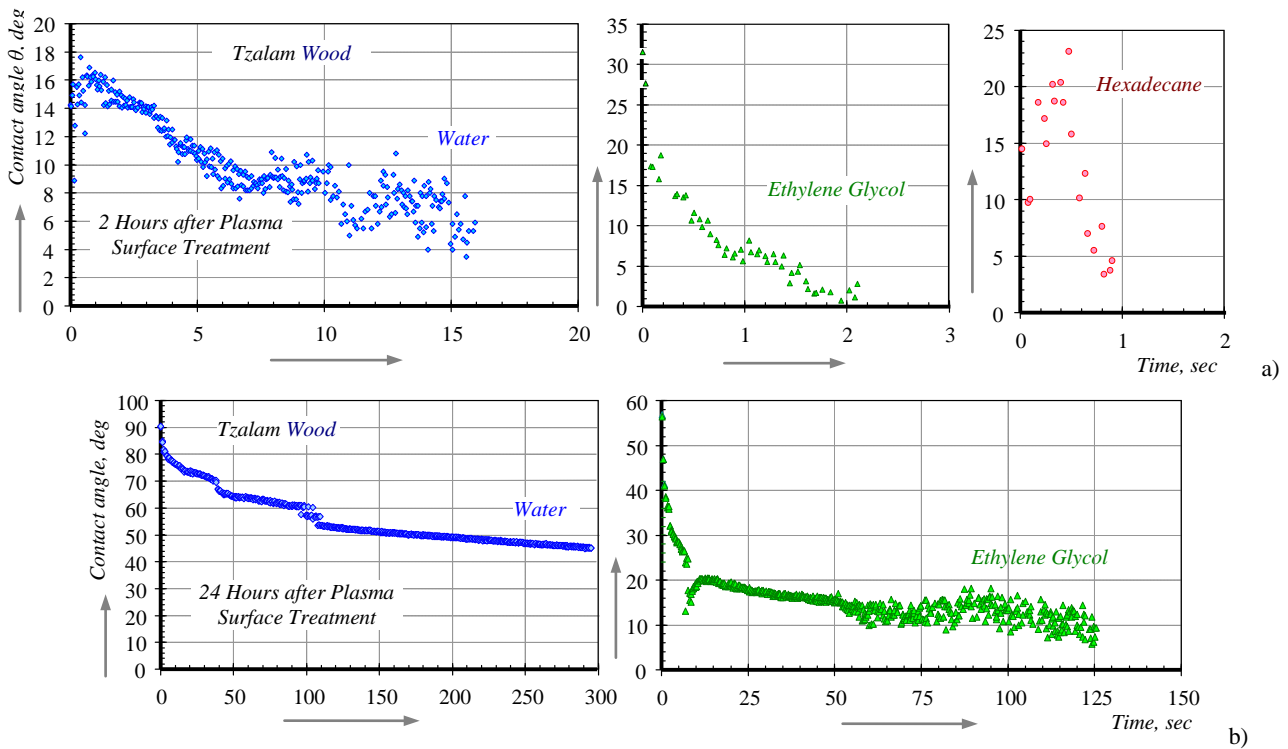 Contact angle θ. deg
20
18
16
14
12
10
8
6
4
2
0
0 5 10 15 20
Tzalam Wood
Water
2 Hours after Plasma
Surface Treatment
35
30
25
20
15
10
5
0
0 1 2 3
Ethylene Glycol
25
20
15
10
5
0
0 1 2
Hexadecane
Time, sec
a)
Contact angle, deg
100
90
80
70
60
50
40
30
20
10
0
0 50 100 150 200 250 300
Tzalam Wood
Water
24 Hours after Plasma
Surface Treatment
60
50
40
30
20
10
0
0 25 50 75 100 125 150
Ethylene Glycol
Time, sec
b)